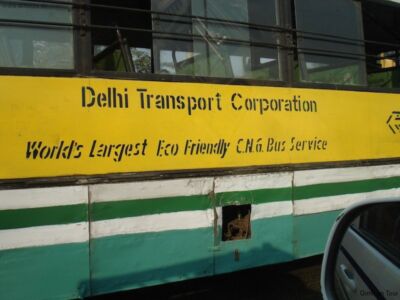 Delhi Transport Corporation
World's Largest Eco Friendly C.N.G. Bus Service